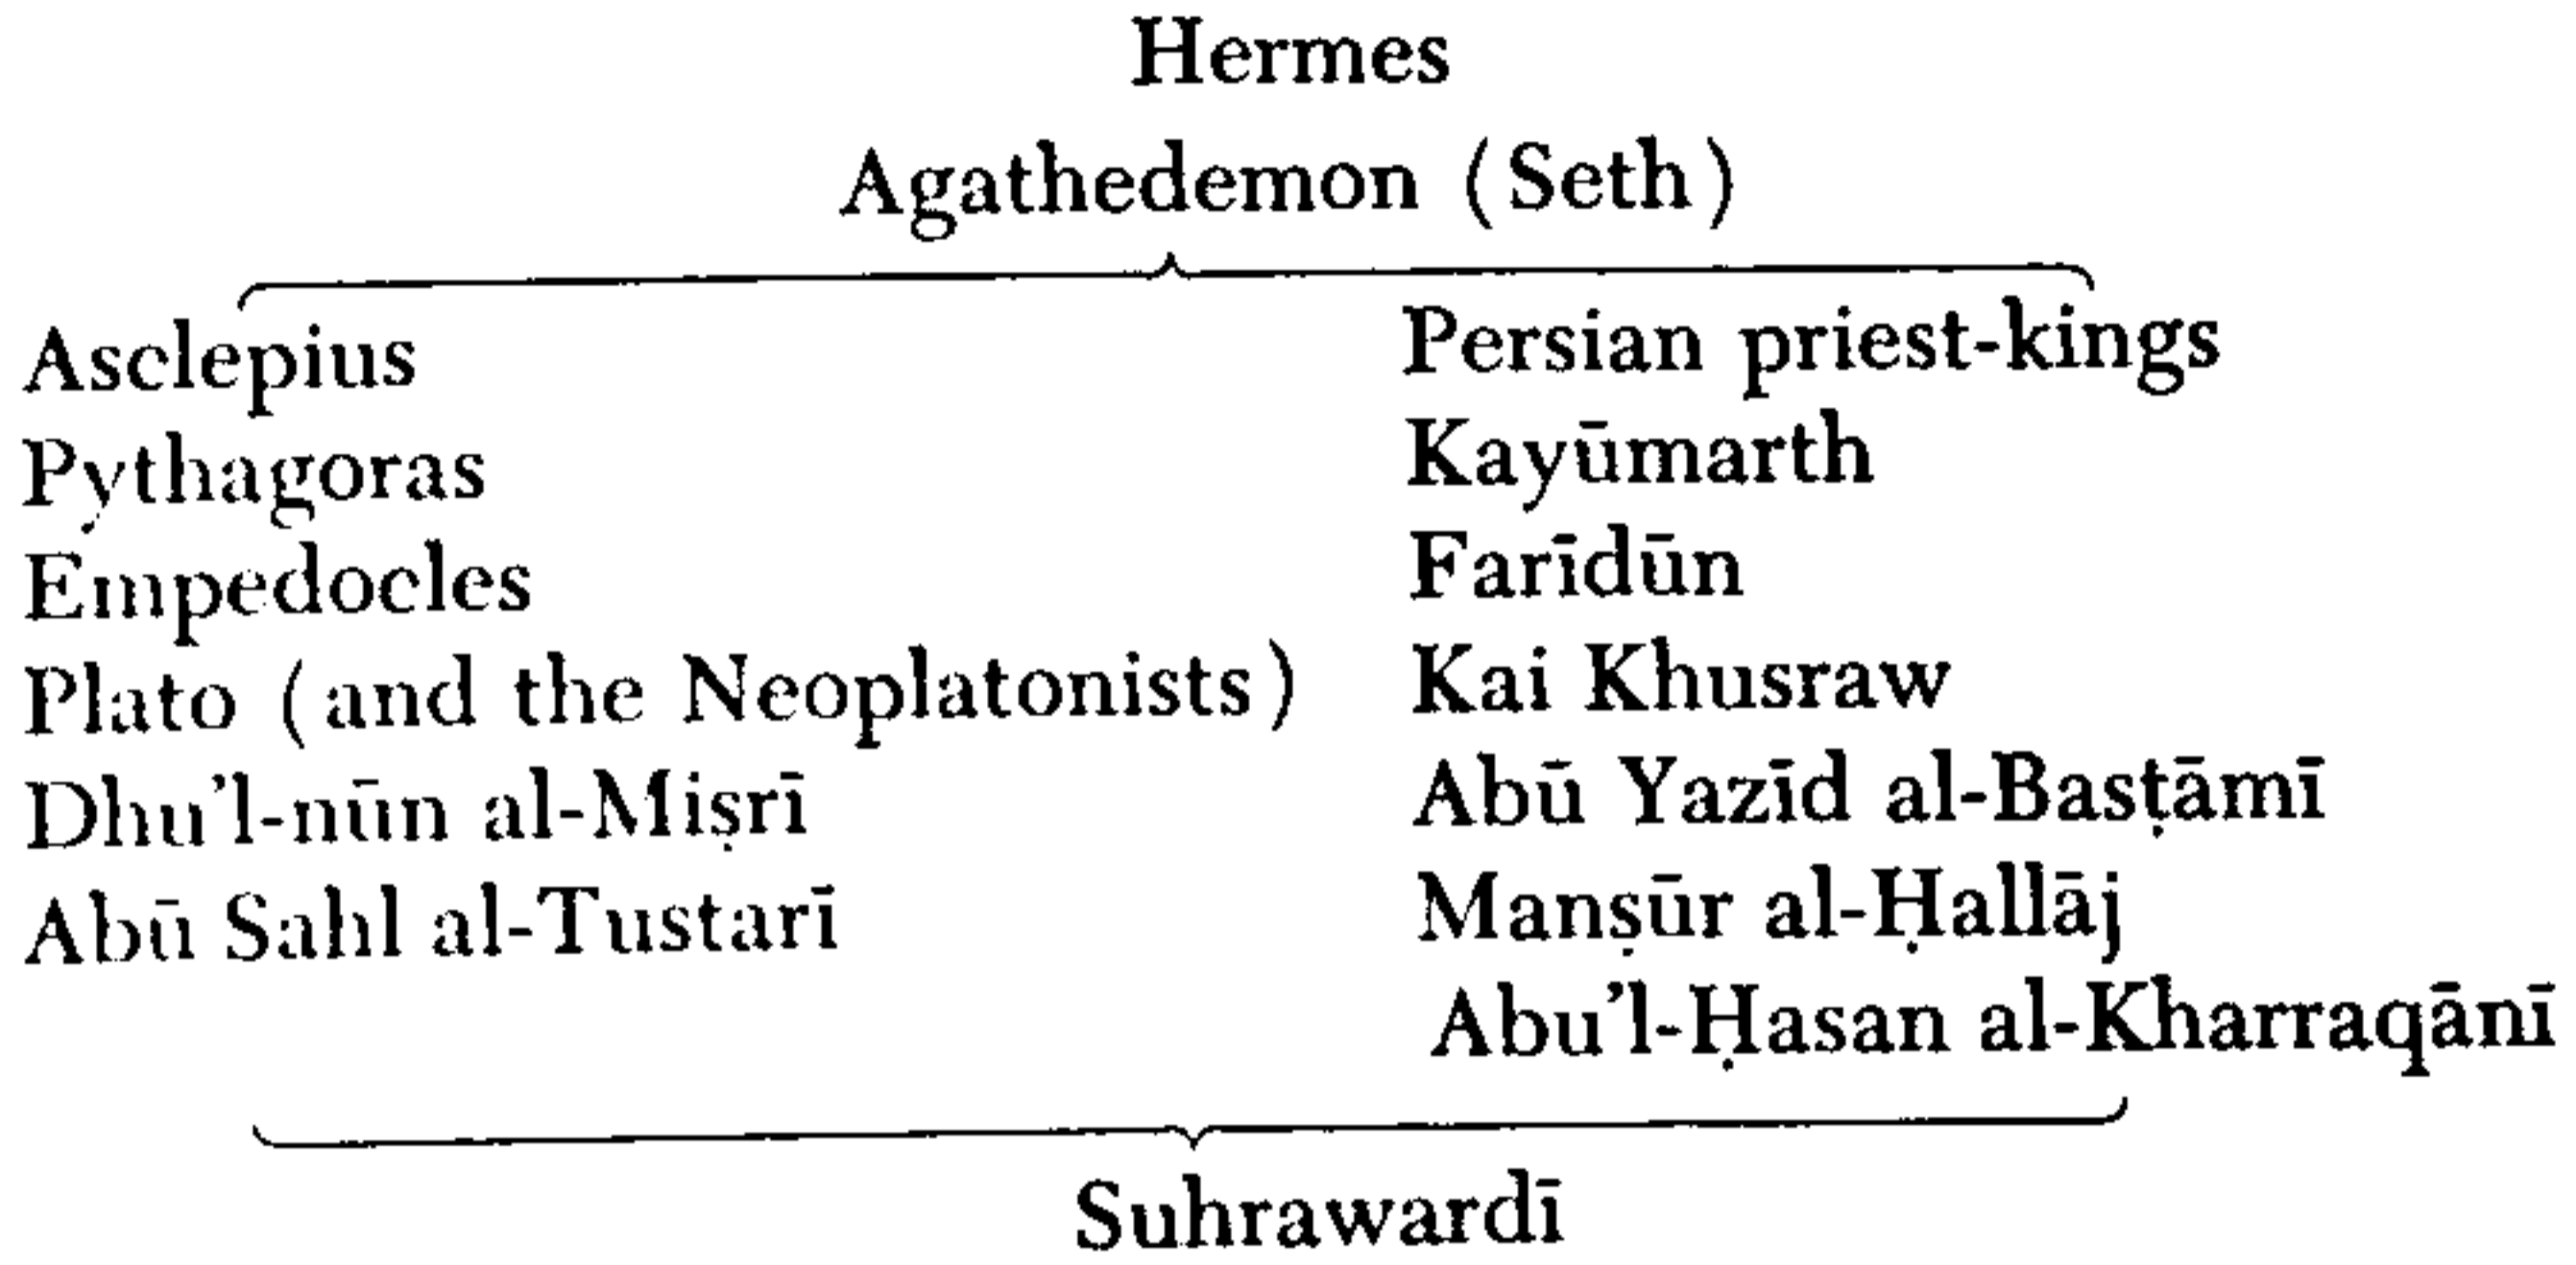 Hermes
Agathedemon (Seth)
Asclepius
Pythagoras
Empedocles
Plato (and the Neoplatonists)
Dhu’l-nūn al-Miṣrī
Abū Sahl al-Tustarī
Persian priest-kings
Kayūmarth
Farīdūn
Kai Khusraw
Abū Yazīd al-Basṭāmī
Manṣūr al-Ḥallāj
Abu’l-Ḥasan al-Kharraqānī
Suhrawardī